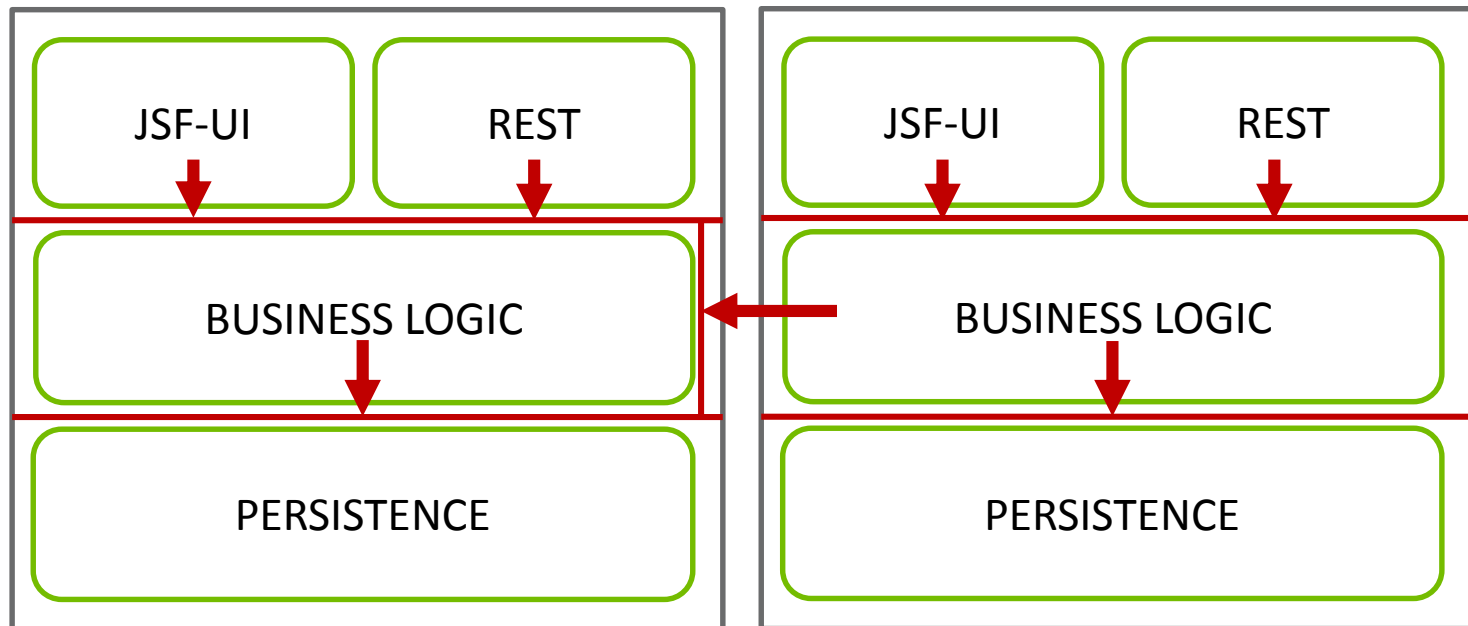 JSF-UI
REST
BUSINESS LOGIC
PERSISTENCE
JSF-UI
REST
BUSINESS LOGIC
PERSISTENCE